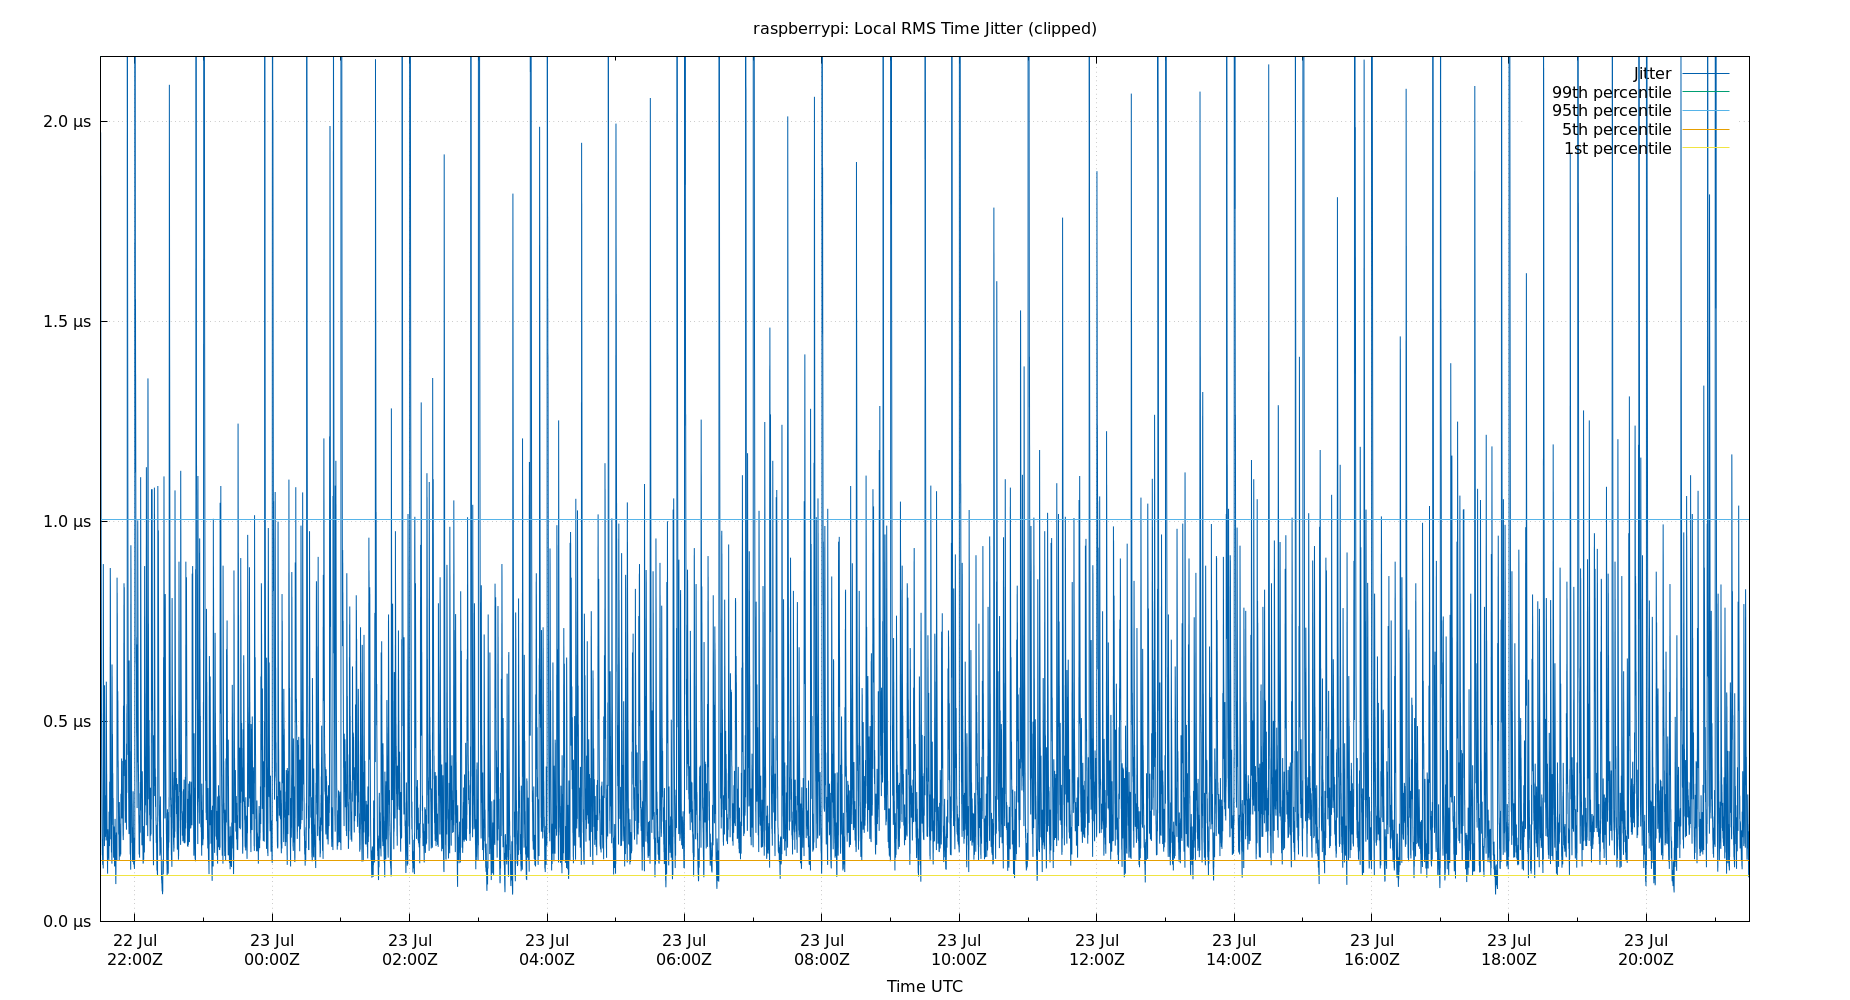 raspberrypi: Local RMS Time Jitter (clipped)
Jitter
99th percentile
95th percentile
5th percentile
1st percentile
2.0 μs
1.5 μs
1.0 μs
0.5 μs
0.0 μs
22 Jul 23 Jul 23 Jul 23 Jul 23 Jul 23 Jul 23 Jul 23 Jul 23 Jul 23 Jul 23 Jul 23 Jul
22:00Z 00:00Z 02:00Z 04:00Z 06:00Z 08:00Z 10:00Z 12:00Z 14:00Z 16:00Z 18:00Z 20:00Z
Time UTC